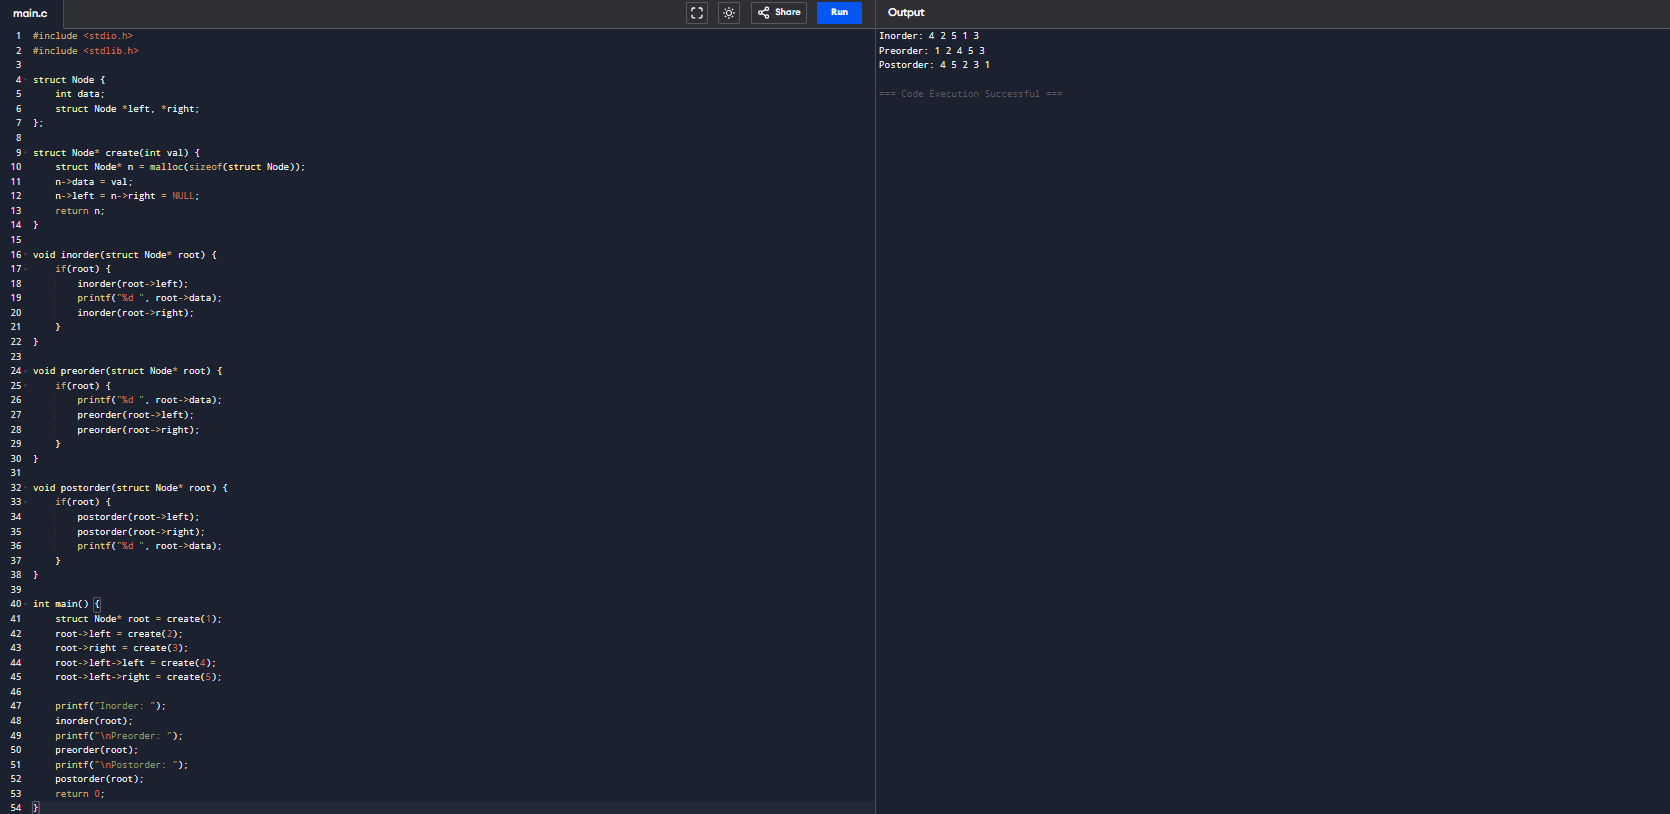 main.c
Share
Run
Output
1 #include <stdio.h>
2 #include <stdlib.h>
3
4 struct Node {
5     int data;
6     struct Node *left, *right;
7 };
8
9 struct Node* create(int val) {
10     struct Node* n = malloc(sizeof(struct Node));
11     n->data = val;
12     n->left = n->right = NULL;
13     return n;
14 }
15
16 void inorder(struct Node* root) {
17     if(root) {
18         inorder(root->left);
19         printf("%d ", root->data);
20         inorder(root->right);
21     }
22 }
23
24 void preorder(struct Node* root) {
25     if(root) {
26         printf("%d ", root->data);
27         preorder(root->left);
28         preorder(root->right);
29     }
30 }
31
32 void postorder(struct Node* root) {
33     if(root) {
34         postorder(root->left);
35         postorder(root->right);
36         printf("%d ", root->data);
37     }
38 }
39
40 int main() {
41     struct Node* root = create(1);
42     root->left = create(2);
43     root->right = create(3);
44     root->left->left = create(4);
45     root->left->right = create(5);
46
47     printf("Inorder: ");
48     inorder(root);
49     printf("\nPreorder: ");
50     preorder(root);
51     printf("\nPostorder: ");
52     postorder(root);
53     return 0;
54 }
Inorder: 4 2 5 1 3
Preorder: 1 2 4 5 3
Postorder: 4 5 2 3 1
=== Code Execution Successful ===